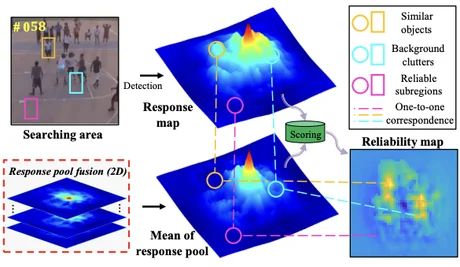 #058
Searching area
Detection
Response
map
Similar
objects
Background
clutters
Reliable
subregions
One-to-one
correspondence
Scoring
Reliability map
Response pool fusion (2D)
Mean of
response pool